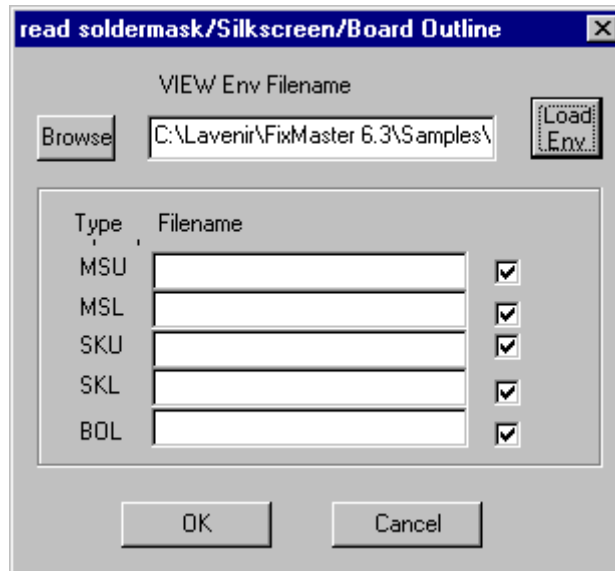 read soldermask/Silkscreen/Board Outline
VIEW Env Filename
Browse
C:\Lavenir\FixMaster 6.3\Samples\
Load
Env
Type Filename
MSU
MSL
SKU
SKL
BOL
OK Cancel